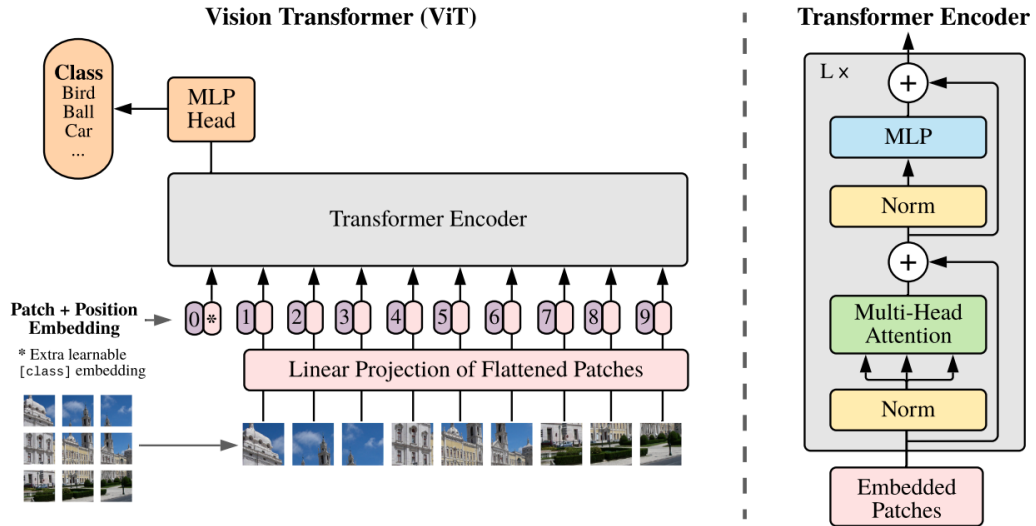 Vision Transformer (ViT)
Class
Bird
Ball
Car
...
MLP
Head
Transformer Encoder
Patch + Position
Embedding
* Extra learnable
[class] embedding
0 * 1 2 3 4 5 6 7 8 9
Linear Projection of Flattened Patches
Transformer Encoder
L ×
+
MLP
Norm
+
Multi-Head
Attention
Norm
Embedded
Patches